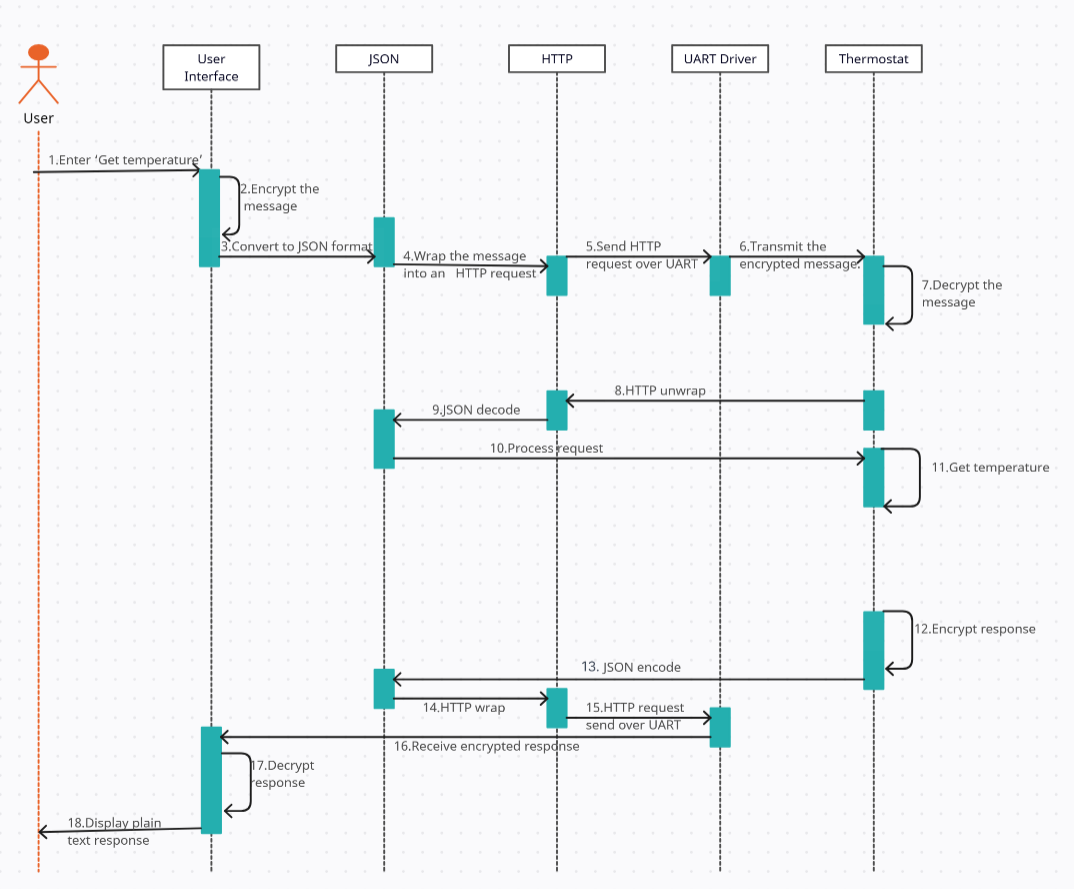 User
Interface
JSON
HTTP
UART Driver
Thermostat
User
1.Enter ‘Get temperature’
2.Encrypt the
message
3.Convert to JSON format
4.Wrap the message
into an HTTP request
5.Send HTTP
request over UART
6.Transmit the
encrypted message.
7.Decrypt the
message
8.HTTP unwrap
9.JSON decode
10.Process request
11.Get temperature
12.Encrypt response
13. JSON encode
14.HTTP wrap
15.HTTP request
send over UART
16.Receive encrypted response
17.Decrypt
response
18.Display plain
text response